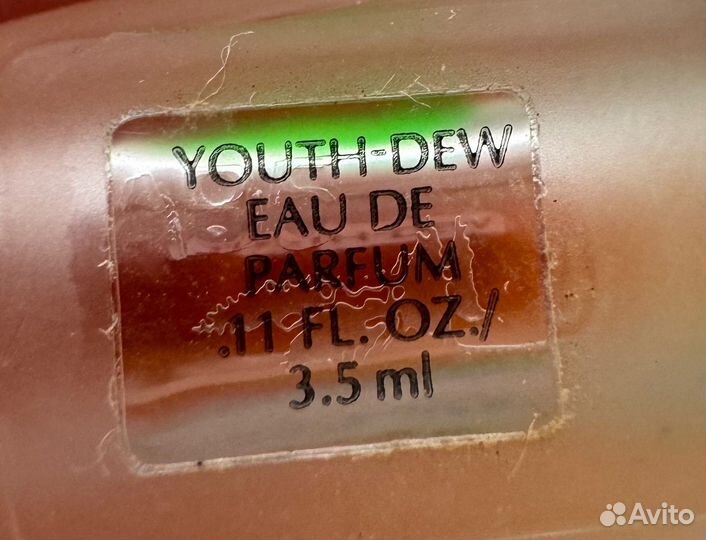 YOUTH-DEW
EAU DE
PARFUM
.11 FL. OZ./
3.5 ml
Avito